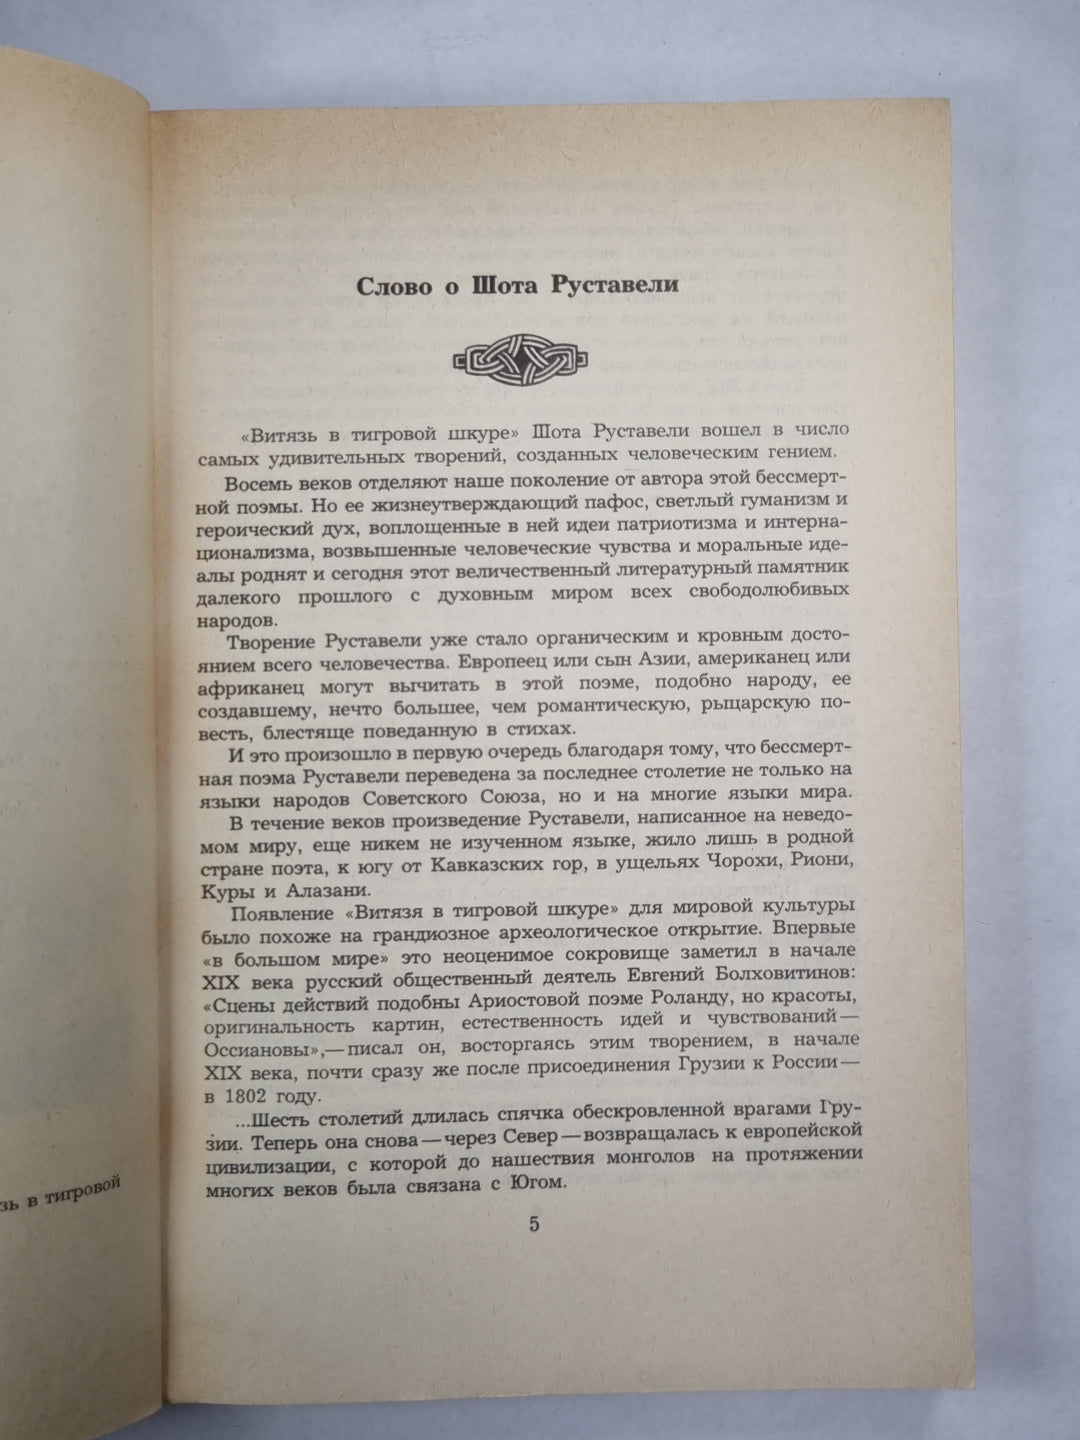 Слово о Шота Руставели
«Витязь в тигровой шкуре» Шота Руставели вошел в число
самых удивительных творений, созданных человеческим гением.
Восемь веков отделяют наше поколение от автора этой бессмерт-
ной поэмы. Но ее жизнеутверждающий пафос, светлый гуманизм и
героический дух, воплощенные в ней идеи патриотизма и интерна-
ционализма, возвышенные человеческие чувства и моральные иде-
алы роднят и сегодня этот величественный литературный памятник
далекого прошлого с духовным миром всех свободолюбивых
народов.
Творение Руставели уже стало органическим и кровным досто-
янием всего человечества. Европеец или сын Азии, американец или
африканец могут вычитать в этой поэме, подобно народу, ее
создавшему, нечто большее, чем романтическую, рыцарскую по-
весть, блестяще поведанную в стихах.
И это произошло в первую очередь благодаря тому, что бессмерт-
ная поэма Руставели переведена за последнее столетие не только на
языки народов Советского Союза, но и на многие языки мира.
В течение веков произведение Руставели, написанное на неведо-
мом миру, еще никем не изученном языке, жило лишь в родной
стране поэта, к югу от Кавказских гор, в ущельях Чорохи, Риони,
Куры и Алазани.
Появление «Витязя в тигровой шкуре» для мировой культуры
было похоже на грандиозное археологическое открытие. Впервые
«в большом мире» это неоценимое сокровище заметил в начале
XIX века русский общественный деятель Евгений Болховитинов:
«Сцены действий подобны Ариостовой поэме Роланду, но красоты,
оригинальность картин, естественность идей и чувствований —
Оссиановы»,— писал он, восторгаясь этим творением, в начале
XIX века, почти сразу же после присоединения Грузии к России —
в 1802 году.
...Шесть столетий длилась спячка обескровленной врагами Гру-
зии. Теперь она снова — через Север — возвращалась к европейской
цивилизации, с которой до нашествия монголов на протяжении
многих веков была связана с Югом.
5
зь в тигровой